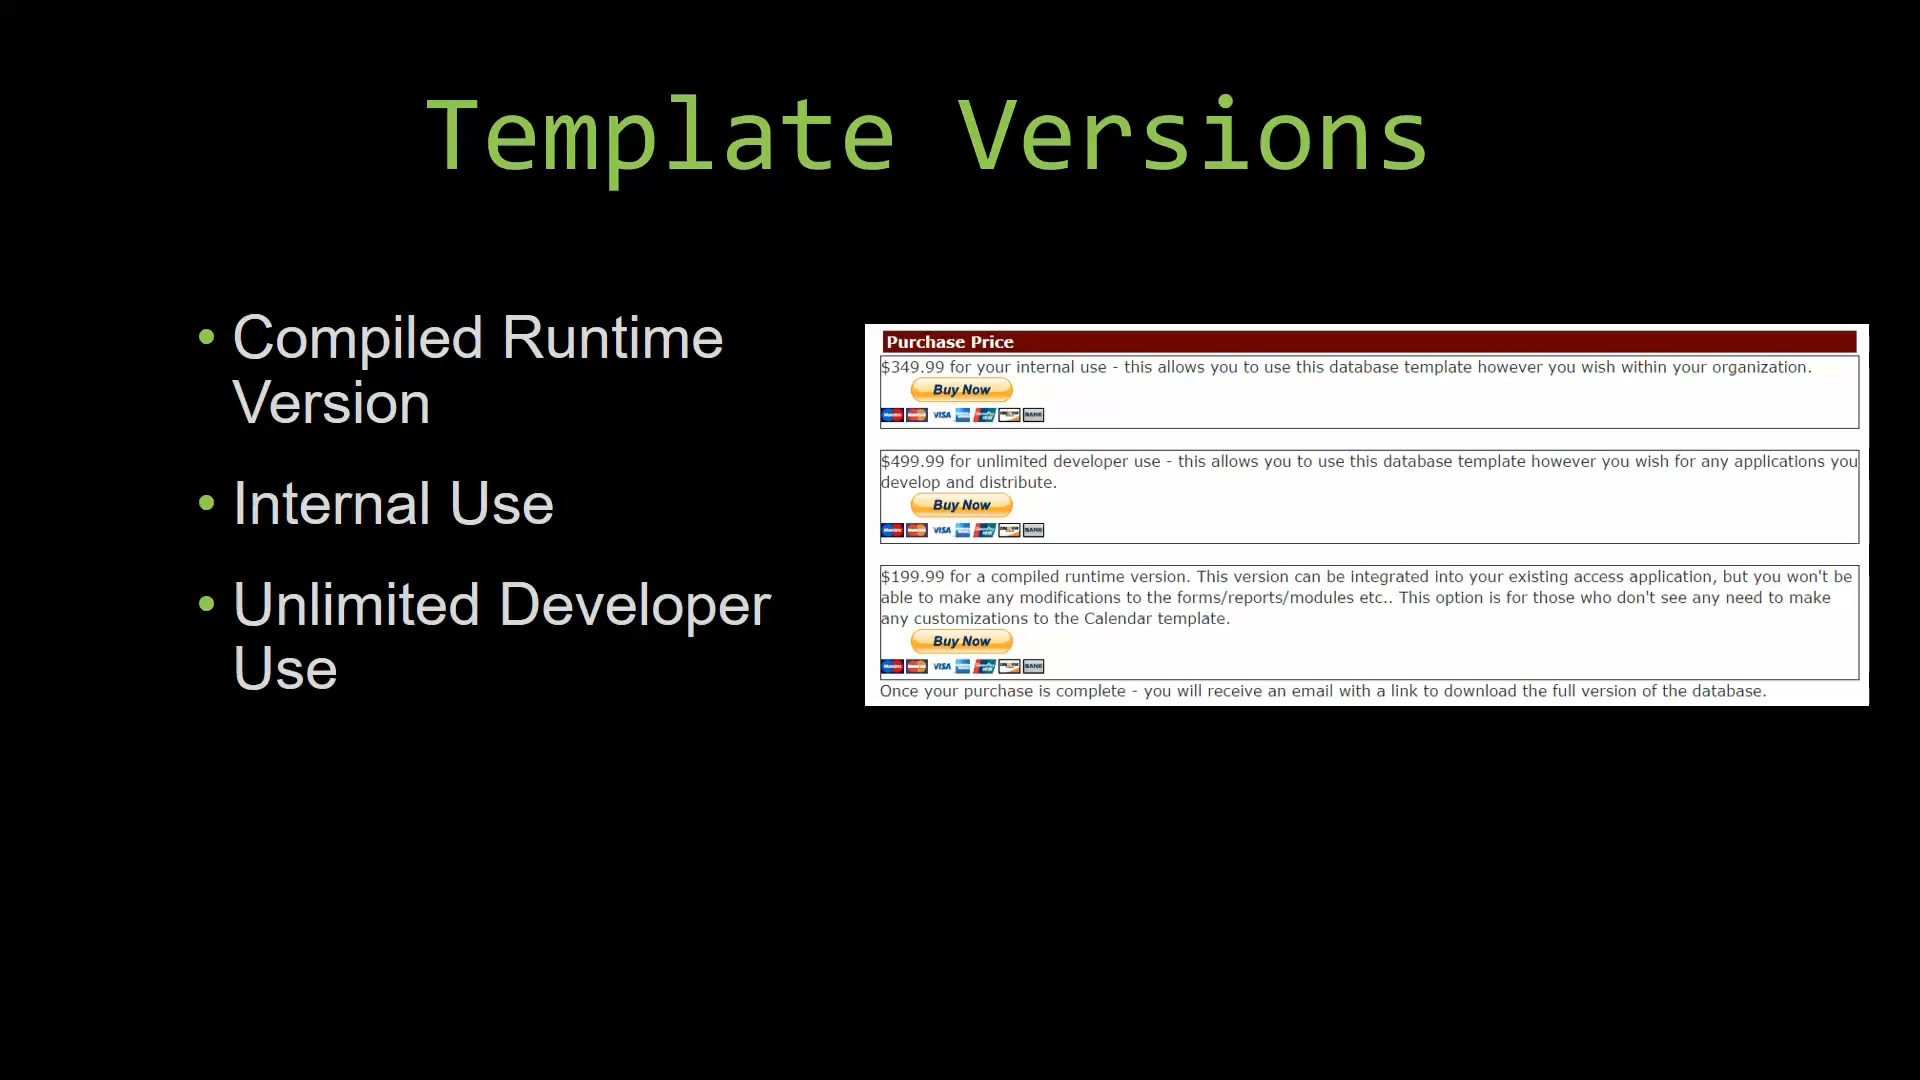 Template Versions
• Compiled Runtime
Version
• Internal Use
• Unlimited Developer
Use
Purchase Price
$349.99 for your internal use - this allows you to use this database template however you wish within your organization.
Buy Now
VISA
BANK
$499.99 for unlimited developer use - this allows you to use this database template however you wish for any applications you
develop and distribute.
Buy Now
VISA
BANK
$199.99 for a compiled runtime version. This version can be integrated into your existing access application, but you won't be
able to make any modifications to the forms/reports/modules etc.. This option is for those who don't see any need to make
any customizations to the Calendar template.
Buy Now
VISA
BANK
Once your purchase is complete - you will receive an email with a link to download the full version of the database.